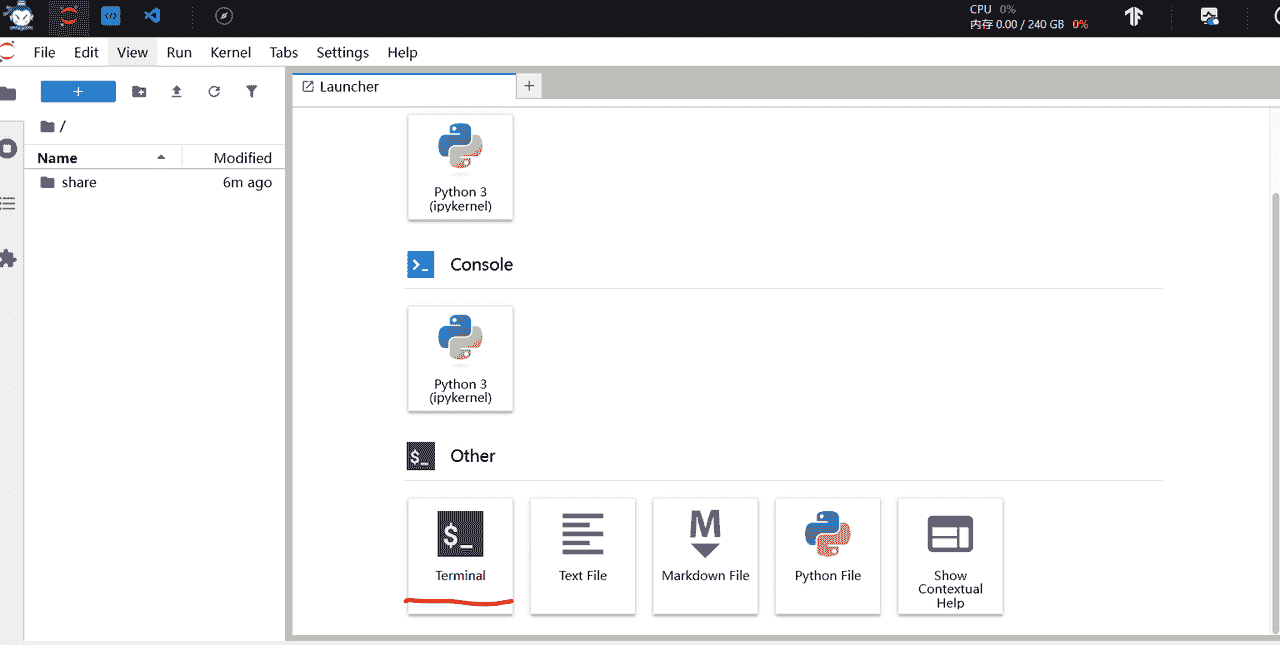 CPU 0%
内存 0.00 / 240 GB 0%
File Edit View Run Kernel Tabs Settings Help
+
Launcher
+
/
Name Modified
share 6m ago
Python 3
(ipykernel)
>_ Console
Python 3
(ipykernel)
$_ Other
$_
Terminal
Text File
M
Markdown File
Python File
Show
Contextual
Help